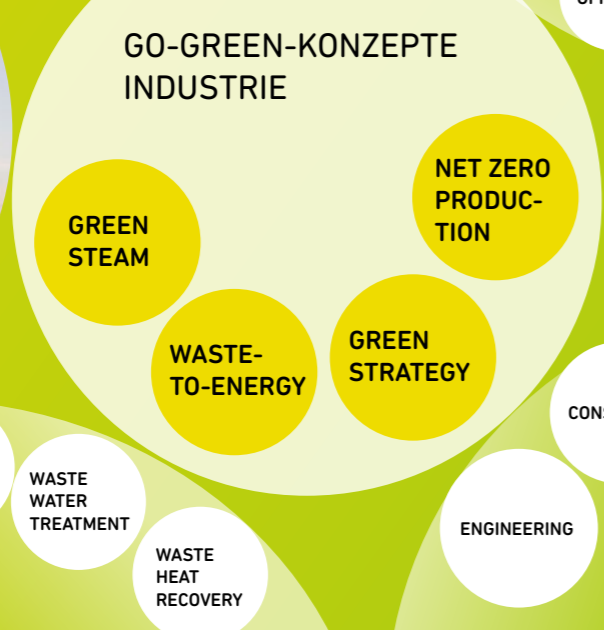 GO-GREEN-KONZEPTE
INDUSTRIE
NET ZERO
PRODUC-
TION
GREEN
STEAM
GREEN
STRATEGY
WASTE-
TO-ENERGY
WASTE
WATER
TREATMENT
ENGINEERING
WASTE
HEAT
RECOVERY